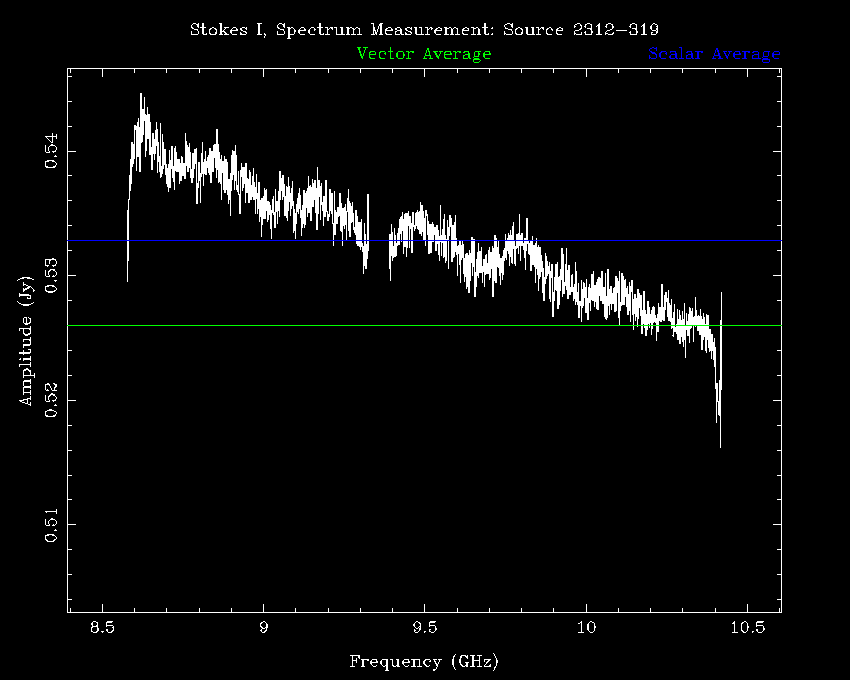 Stokes I, Spectrum Measurement: Source 2312−319
Vector Average Scalar Average
Amplitude (Jy)
0.54
0.53
0.52
0.51
8.5 9 9.5 10 10.5
Frequency (GHz)